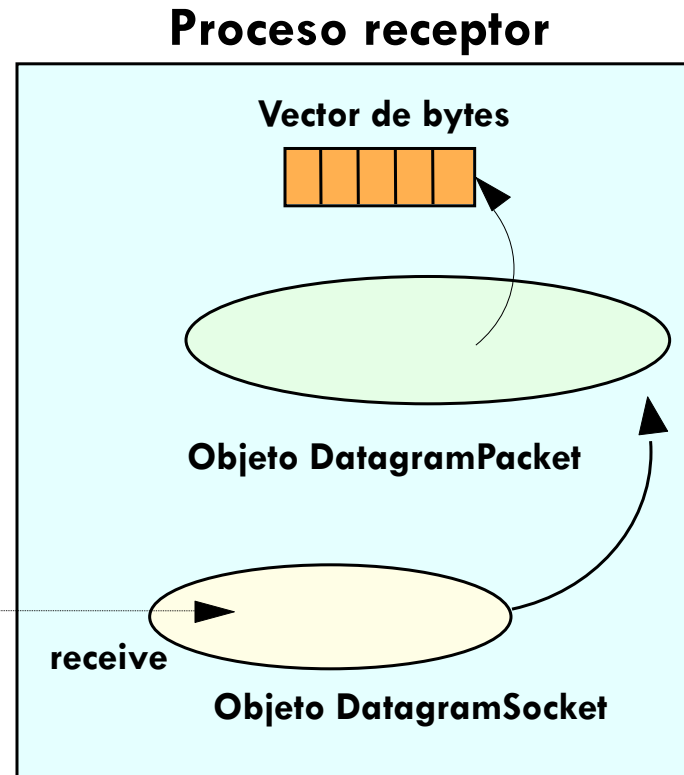 Proceso receptor
Vector de bytes
Objeto DatagramPacket
receive
Objeto DatagramSocket